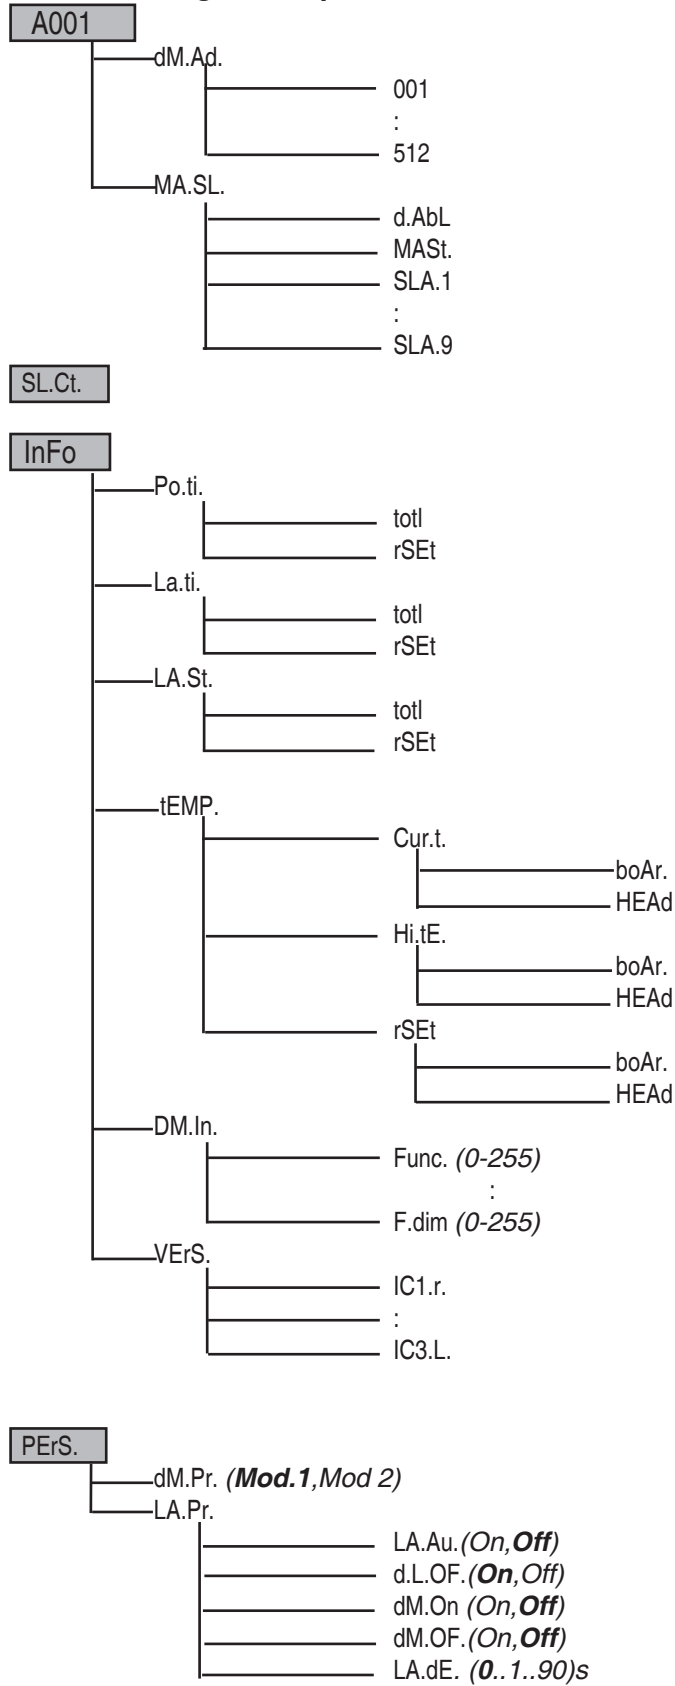 A001
dM.Ad.
001
:
512
MA.SL.
d.AbL
MASt.
SLA.1
:
SLA.9
SL.Ct.
InFo
Po.ti.
totl
rSEt
La.ti.
totl
rSEt
LA.St.
totl
rSEt
tEMP.
Cur.t.
boAr.
HEAd
Hi.tE.
boAr.
HEAd
rSEt
boAr.
HEAd
DM.In.
Func. (0-255)
:
F.dim (0-255)
VErS.
IC1.r.
:
IC3.L.
PErS.
dM.Pr. (Mod.1,Mod 2)
LA.Pr.
LA.Au.(On,Off)
d.L.OF.(On,Off)
dM.On (On,Off)
dM.OF.(On,Off)
LA.dE. (0..1..90)s